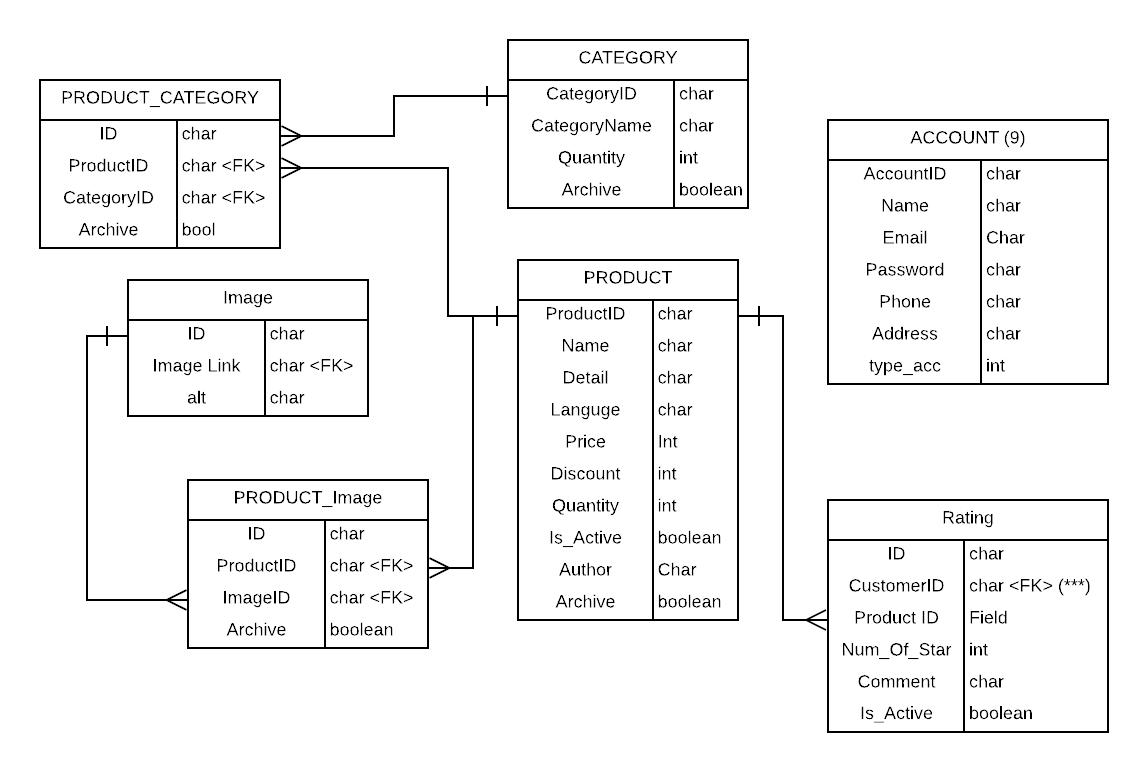 CATEGORY
CategoryID char
CategoryName char
Quantity int
Archive boolean
PRODUCT_CATEGORY
ID char
ProductID char <FK>
CategoryID char <FK>
Archive bool
ACCOUNT (9)
AccountID char
Name char
Email Char
Password char
Phone char
Address char
type_acc int
Image
ID char
Image Link char <FK>
alt char
PRODUCT
ProductID char
Name char
Detail char
Languge char
Price Int
Discount int
Quantity int
Is_Active boolean
Author Char
Archive boolean
PRODUCT_Image
ID char
ProductID char <FK>
ImageID char <FK>
Archive boolean
Rating
ID char
CustomerID char <FK> (***)
Product ID Field
Num_Of_Star int
Comment char
Is_Active boolean